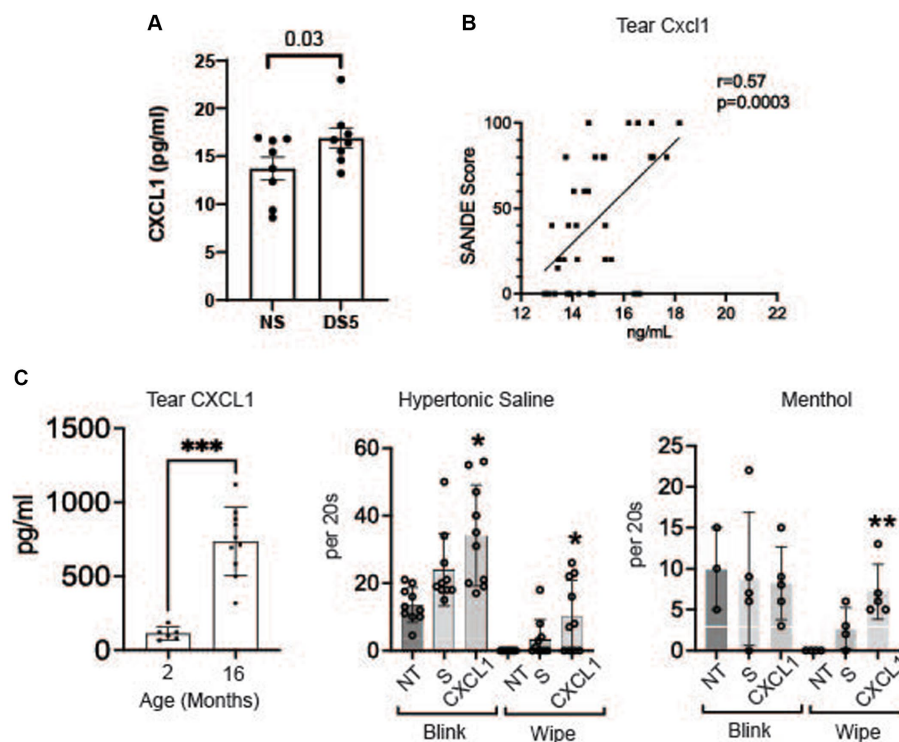 A
0.03
CXCL1 (pg/ml)
25
20
15
10
5
0
NS DS5
B
Tear Cxcl1
r=0.57
p=0.0003
SANDE Score
100
50
0
12 14 16 18 20 22
ng/mL
C
Tear CXCL1
***
pg/ml
1500
1000
500
0
2 16
Age (Months)
Hypertonic Saline
per 20s
60
40
20
0
*
*
NT S CXCL1 NT S CXCL1
Blink Wipe
Menthol
per 20s
25
20
15
10
5
0
**
NT S CXCL1 NT S CXCL1
Blink Wipe